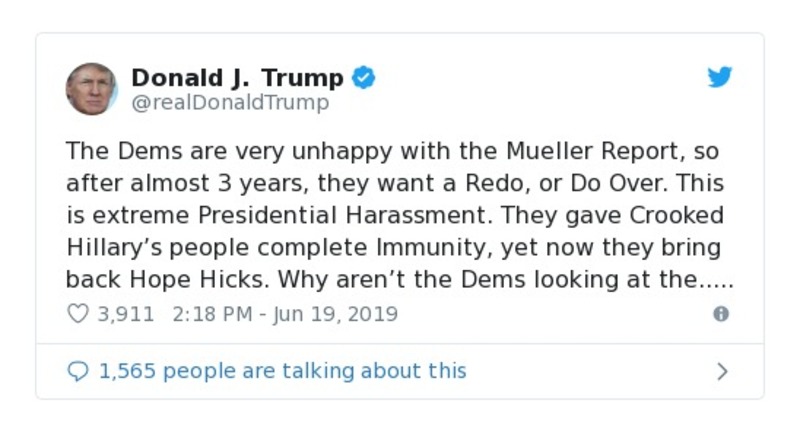 Donald J. Trump
@realDonaldTrump
The Dems are very unhappy with the Mueller Report, so
after almost 3 years, they want a Redo, or Do Over. This
is extreme Presidential Harassment. They gave Crooked
Hillary’s people complete Immunity, yet now they bring
back Hope Hicks. Why aren’t the Dems looking at the.....
3,911 2:18 PM - Jun 19, 2019
1,565 people are talking about this